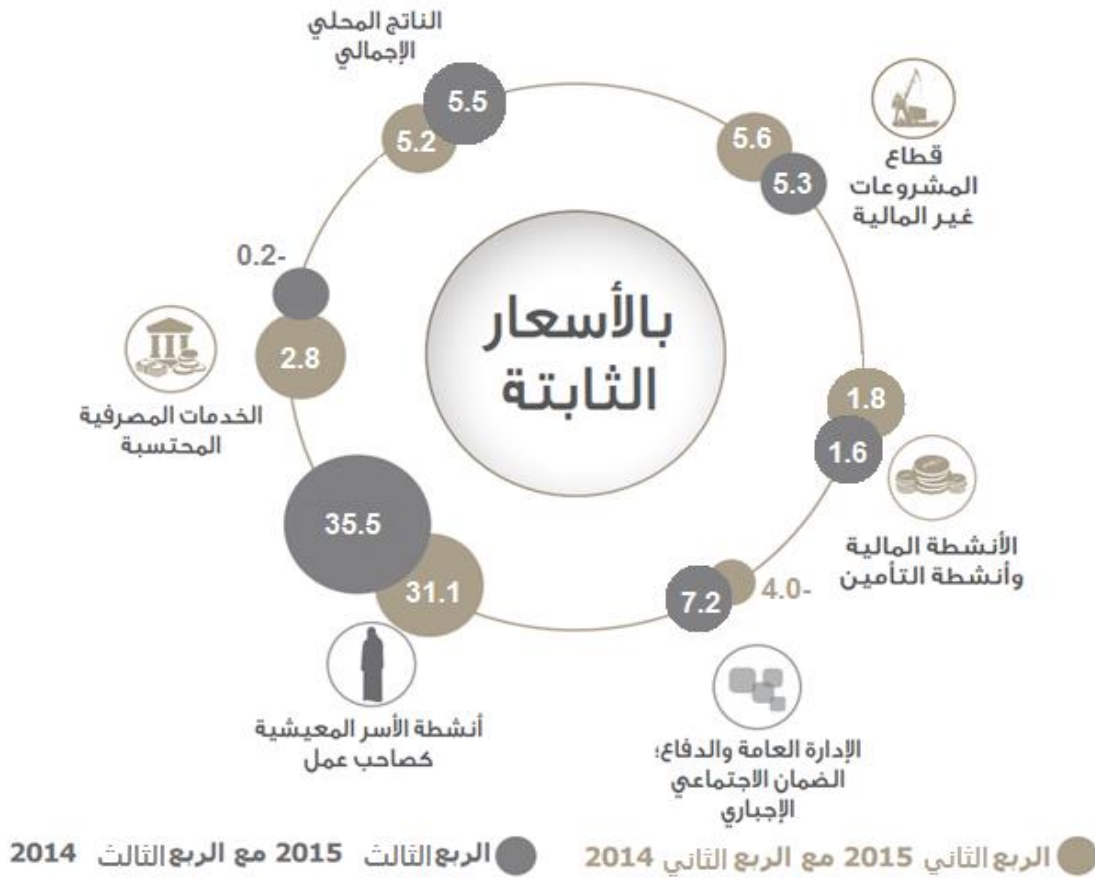 الناتج المحلي
الإجمالي
5.5
5.2
5.6
5.3
قطاع
المشروعات
غير المالية
0.2-
2.8
الخدمات المصرفية
المحتسبة
بالأسعار
الثابتة
1.8
1.6
الأنشطة المالية
وأنشطة التأمين
35.5
31.1
أنشطة الأسر المعيشية
كصاحب عمل
7.2
4.0-
الإدارة العامة والدفاع؛
الضمان الاجتماعي
الإجباري
الربع الثاني 2015 مع الربع الثاني 2014
الربع الثالث 2015 مع الربع الثالث 2014